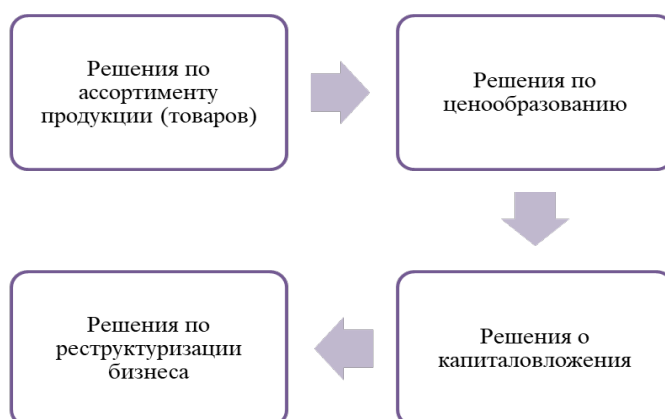 Решения по
ассортименту
продукции (товаров)
Решения по
ценообразованию
Решения о
капиталовложения
Решения по
реструктуризации
бизнеса